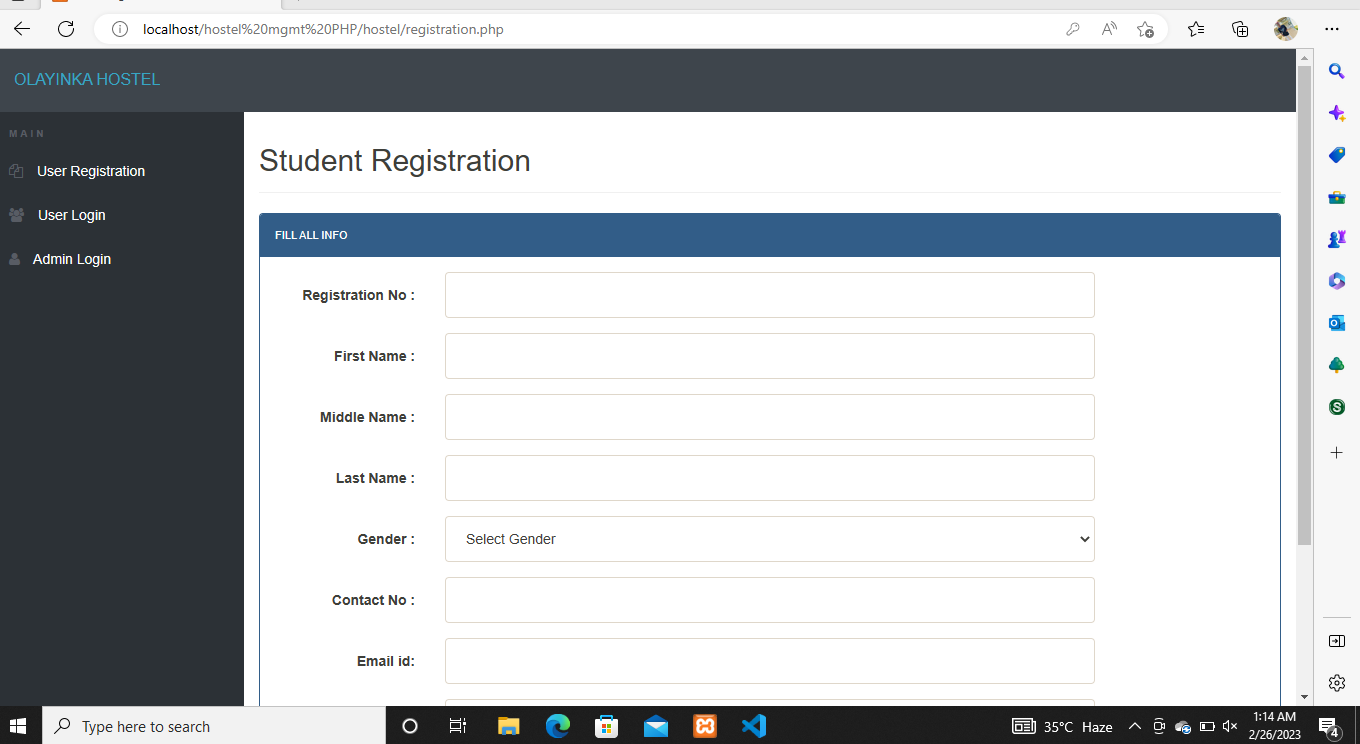 localhost/hostel%20mgmt%20PHP/hostel/registration.php
OLAYINKA HOSTEL
MAIN
User Registration
User Login
Admin Login
Student Registration
FILL ALL INFO
Registration No :
First Name :
Middle Name :
Last Name :
Gender :
Select Gender
Contact No :
Email id:
Type here to search
35°C Haze
1:14 AM
2/26/2023
4